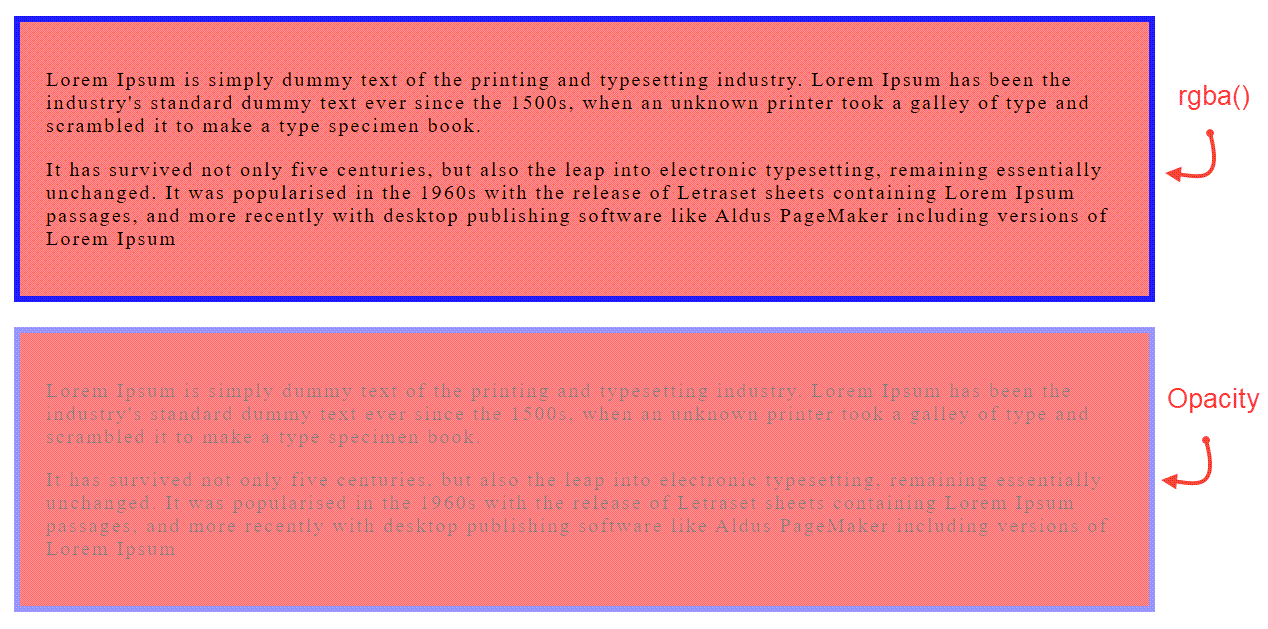 Lorem Ipsum is simply dummy text of the printing and typesetting industry. Lorem Ipsum has been the
industry's standard dummy text ever since the 1500s, when an unknown printer took a galley of type and
scrambled it to make a type specimen book.
It has survived not only five centuries, but also the leap into electronic typesetting, remaining essentially
unchanged. It was popularised in the 1960s with the release of Letraset sheets containing Lorem Ipsum
passages, and more recently with desktop publishing software like Aldus PageMaker including versions of
Lorem Ipsum
rgba()
Lorem Ipsum is simply dummy text of the printing and typesetting industry. Lorem Ipsum has been the
industry's standard dummy text ever since the 1500s, when an unknown printer took a galley of type and
scrambled it to make a type specimen book.
It has survived not only five centuries, but also the leap into electronic typesetting, remaining essentially
unchanged. It was popularised in the 1960s with the release of Letraset sheets containing Lorem Ipsum
passages, and more recently with desktop publishing software like Aldus PageMaker including versions of
Lorem Ipsum
Opacity